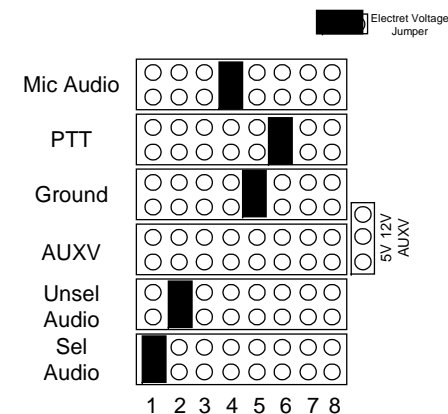 Electret Voltage
Jumper
Mic Audio
PTT
Ground
AUXV
5V 12V
AUXV
Unsel
Audio
Sel
Audio
1 2 3 4 5 6 7 8